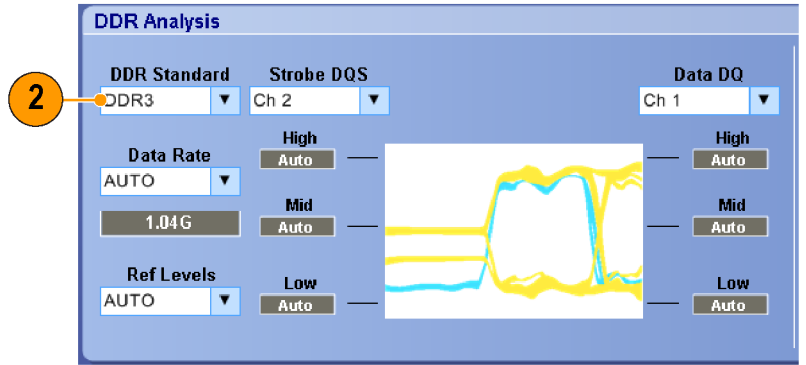 DDR Analysis
DDR Standard
Strobe DQS
Data DQ
2
DDR3
Ch 2
Ch 1
High
High
Data Rate
Auto
Auto
AUTO
Mid
Mid
1.04G
Auto
Auto
Ref Levels
Low
Low
AUTO
Auto
Auto